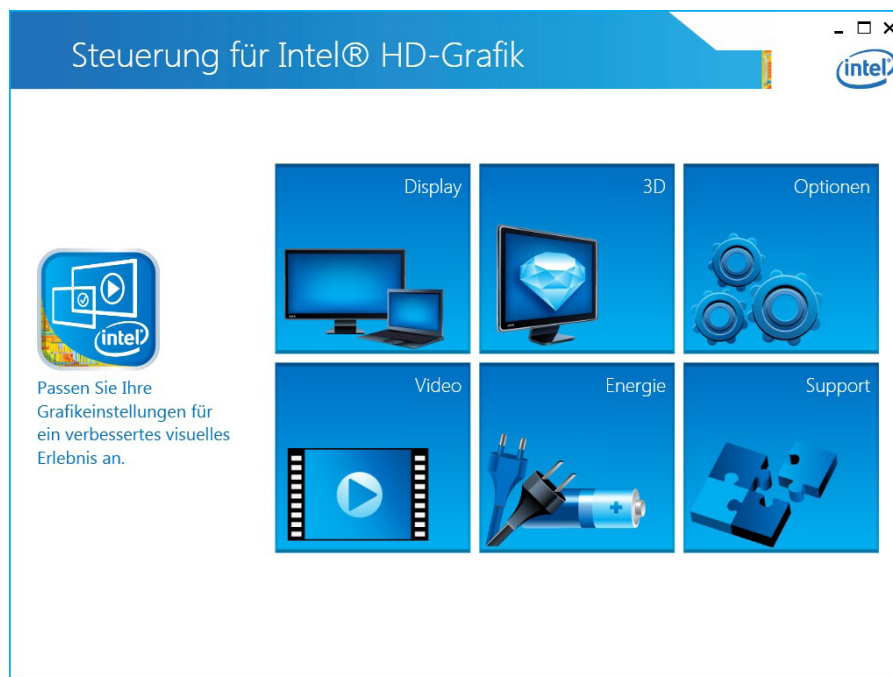 Steuerung für Intel® HD-Grafik
intel
Display
3D
Optionen
intel
Passen Sie Ihre
Grafikeinstellungen für
ein verbessertes visuelles
Erlebnis an.
Video
Energie
Support